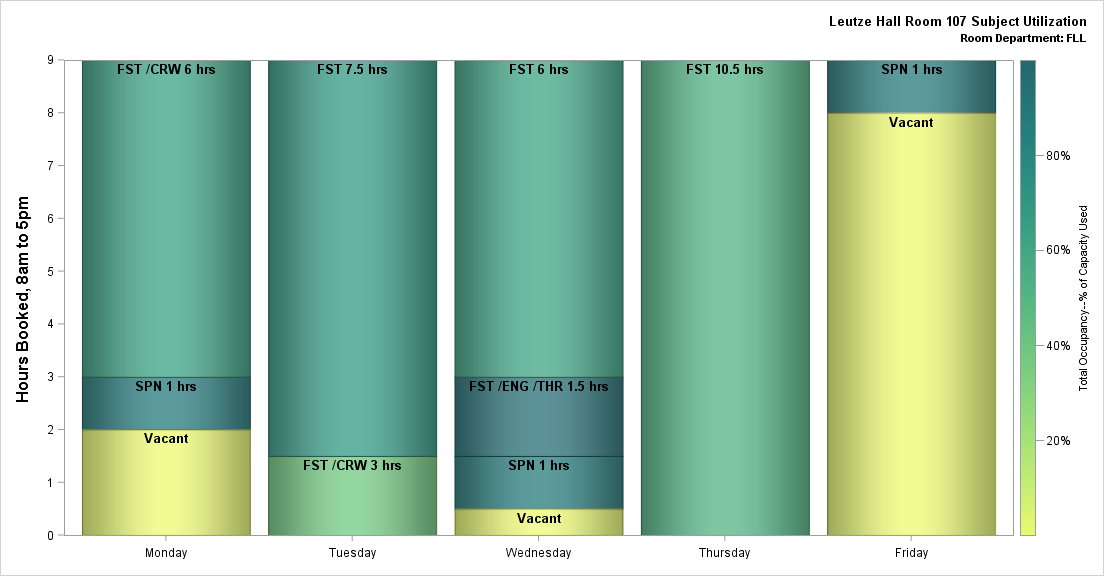 Leutze Hall Room 107 Subject Utilization
Room Department: FLL
Hours Booked, 8am to 5pm
9
8
7
6
5
4
3
2
1
0
FST /CRW 6 hrs
SPN 1 hrs
Vacant
FST 7.5 hrs
FST /CRW 3 hrs
FST 6 hrs
FST /ENG /THR 1.5 hrs
SPN 1 hrs
Vacant
FST 10.5 hrs
SPN 1 hrs
Vacant
Monday
Tuesday
Wednesday
Thursday
Friday
80%
60%
40%
20%
Total Occupancy--% of Capacity Used